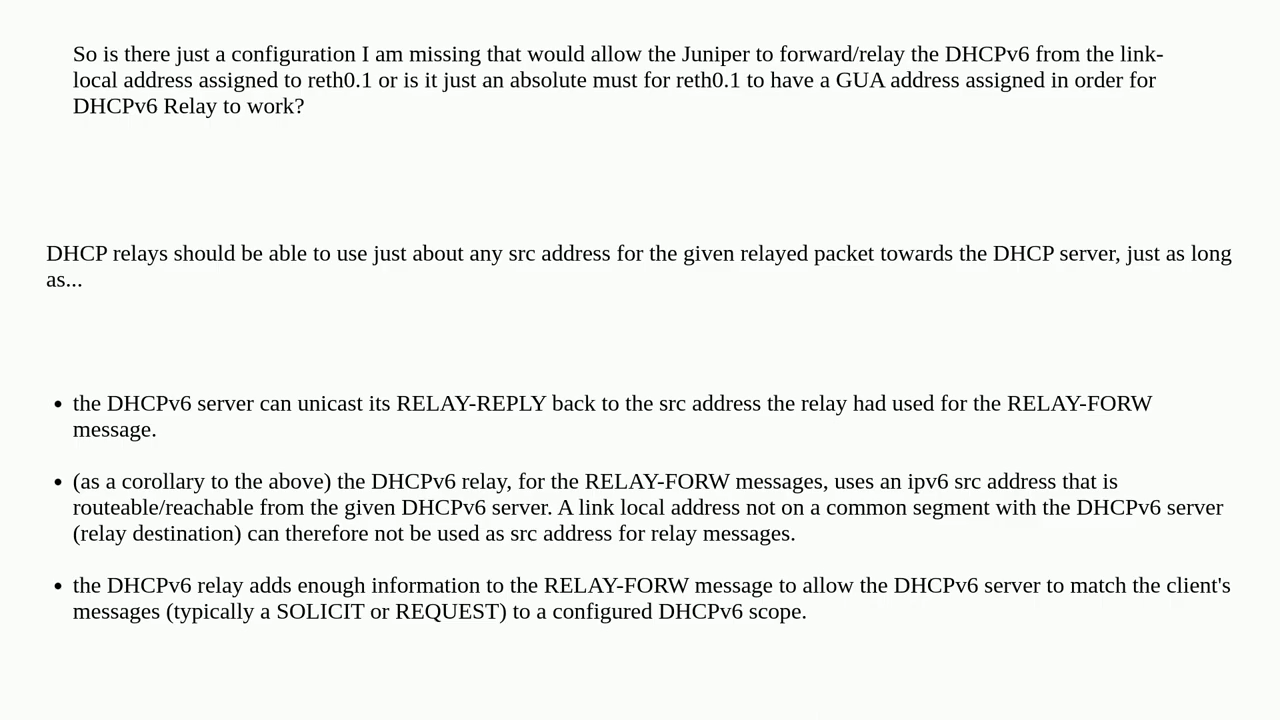 So is there just a configuration I am missing that would allow the Juniper to forward/relay the DHCPv6 from the link-
local address assigned to reth0.1 or is it just an absolute must for reth0.1 to have a GUA address assigned in order for
DHCPv6 Relay to work?
DHCP relays should be able to use just about any src address for the given relayed packet towards the DHCP server, just as long
as...
• the DHCPv6 server can unicast its RELAY-REPLY back to the src address the relay had used for the RELAY-FORW
message.
• (as a corollary to the above) the DHCPv6 relay, for the RELAY-FORW messages, uses an ipv6 src address that is
routeable/reachable from the given DHCPv6 server. A link local address not on a common segment with the DHCPv6 server
(relay destination) can therefore not be used as src address for relay messages.
• the DHCPv6 relay adds enough information to the RELAY-FORW message to allow the DHCPv6 server to match the client's
messages (typically a SOLICIT or REQUEST) to a configured DHCPv6 scope.